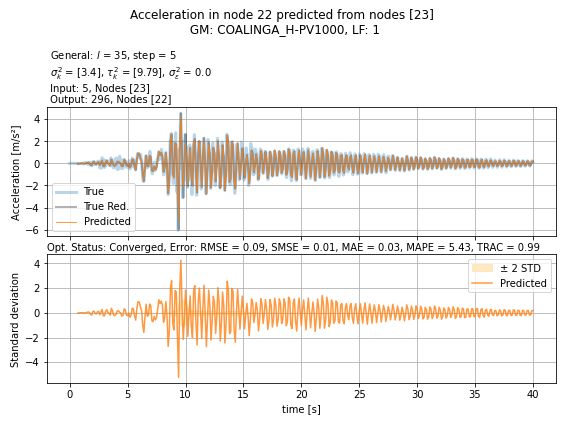 Acceleration in node 22 predicted from nodes [23]
GM: COALINGA_H-PV1000, LF: 1
General: l = 35, step = 5
σ²ₖ = [3.4], τ²ₖ = [9.79], σ²ε = 0.0
Input: 5, Nodes [23]
Output: 296, Nodes [22]
Acceleration [m/s²]
4
2
0
−2
−4
−6
True
True Red.
Predicted
Opt. Status: Converged, Error: RMSE = 0.09, SMSE = 0.01, MAE = 0.03, MAPE = 5.43, TRAC = 0.99
Standard deviation
4
2
0
−2
−4
± 2 STD
Predicted
0 5 10 15 20 25 30 35 40
time [s]